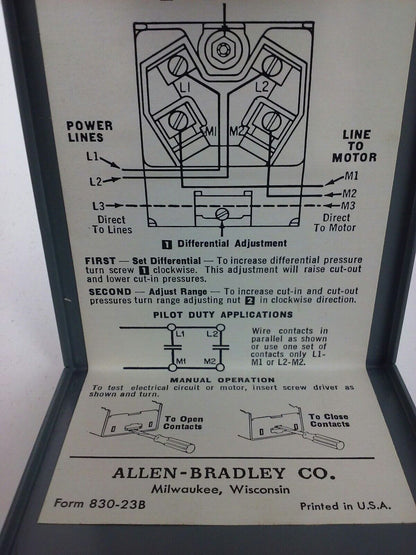 L1
L2
M1
M2
POWER
LINES
LINE TO
MOTOR
L1
M1
L2
M2
L3
M3
Direct
To Lines
Direct
To Motor
1 Differential Adjustment
FIRST — Set Differential — To increase differential pressure
turn screw 1 clockwise. This adjustment will raise cut-out
and lower cut-in pressures.
SECOND — Adjust Range — To increase cut-in and cut-out
pressures turn range adjusting nut 2 in clockwise direction.
PILOT DUTY APPLICATIONS
L1
L2
M1
M2
Wire contacts in
parallel as shown
or use one set of
contacts only L1-
M1 or L2-M2.
MANUAL OPERATION
To test electrical circuit or motor, insert screw driver as
shown and turn.
To Open
Contacts
To Close
Contacts
ALLEN-BRADLEY CO.
Milwaukee, Wisconsin
Form 830-23B
Printed in U.S.A.